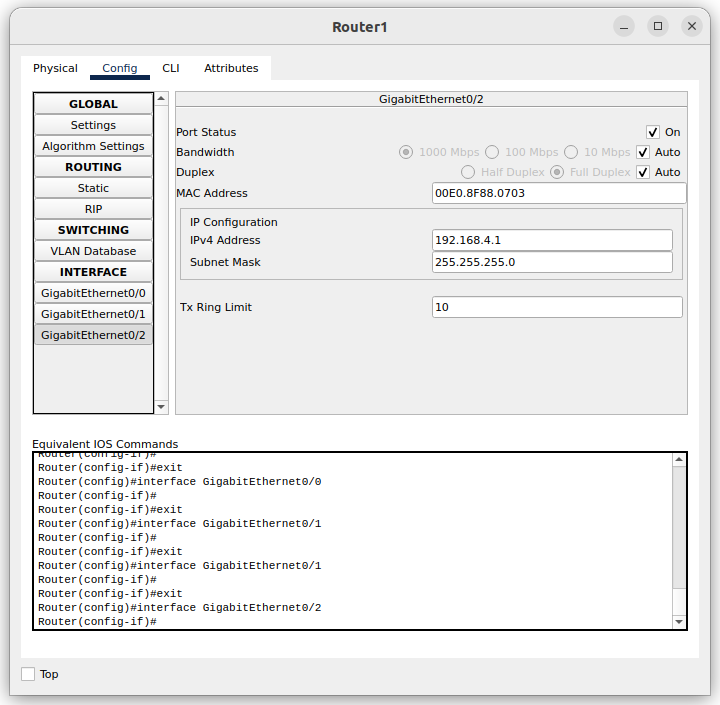 Router1
Physical Config CLI Attributes
GLOBAL
Settings
Algorithm Settings
ROUTING
Static
RIP
SWITCHING
VLAN Database
INTERFACE
GigabitEthernet0/0
GigabitEthernet0/1
GigabitEthernet0/2
GigabitEthernet0/2
Port Status On
Bandwidth 1000 Mbps 100 Mbps 10 Mbps Auto
Duplex Half Duplex Full Duplex Auto
MAC Address 00E0.8F88.0703
IP Configuration
IPv4 Address 192.168.4.1
Subnet Mask 255.255.255.0
Tx Ring Limit 10
Equivalent IOS Commands
Router(config-if)#
Router(config-if)#exit
Router(config)#interface GigabitEthernet0/0
Router(config-if)#
Router(config-if)#exit
Router(config)#interface GigabitEthernet0/1
Router(config-if)#
Router(config-if)#exit
Router(config)#interface GigabitEthernet0/1
Router(config-if)#
Router(config-if)#exit
Router(config)#interface GigabitEthernet0/2
Router(config-if)#
Top